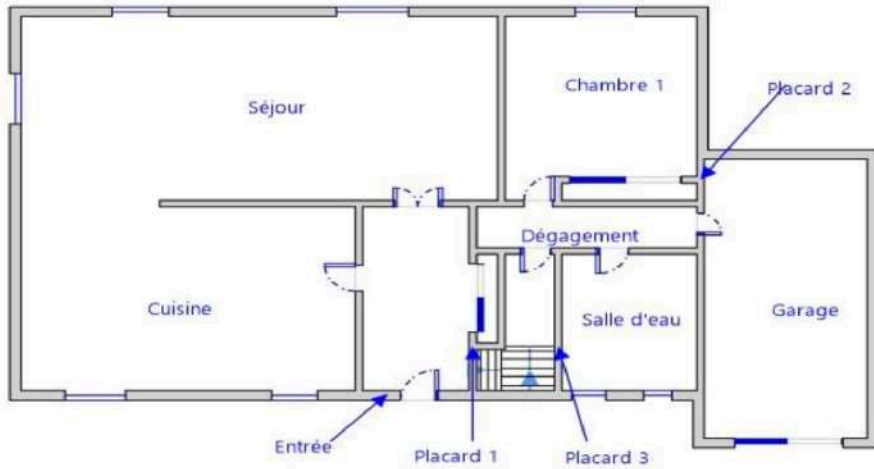 Chambre 1
Placard 2
Séjour
Dégagement
Cuisine
Salle d'eau
Garage
Entrée
Placard 1
Placard 3